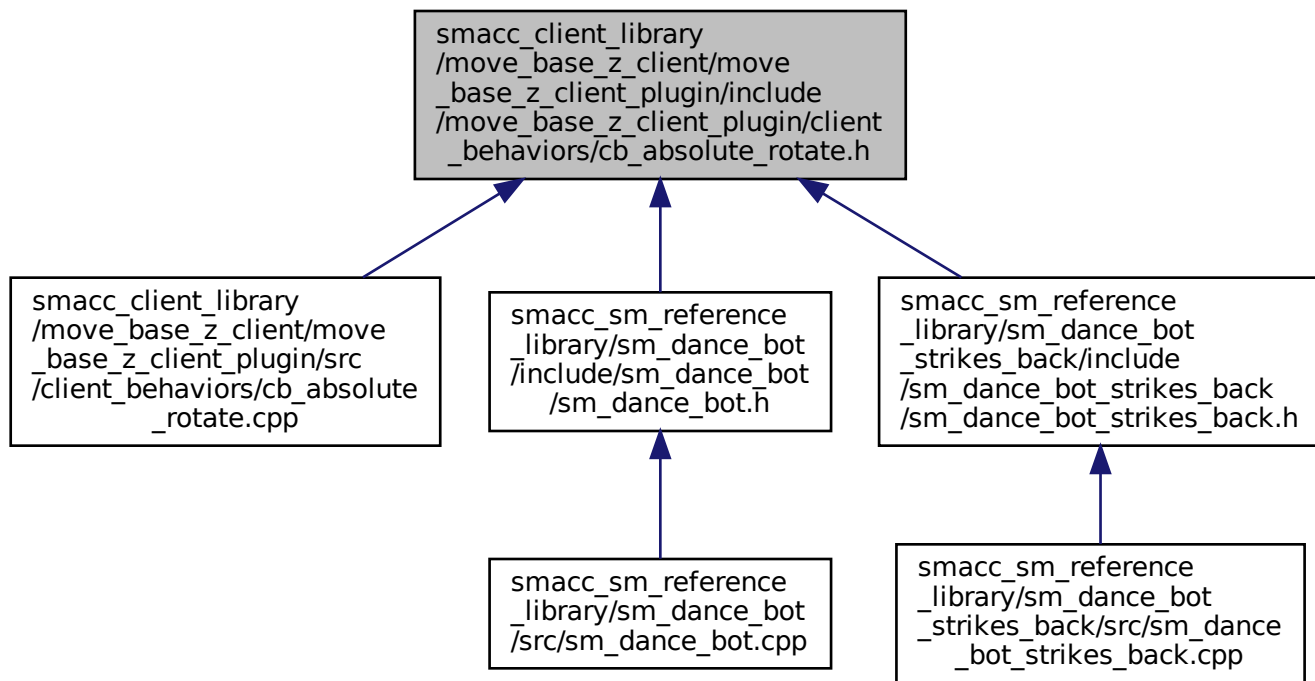 smacc_client_library
/move_base_z_client/move
_base_z_client_plugin/include
/move_base_z_client_plugin/client
_behaviors/cb_absolute_rotate.h
smacc_client_library
/move_base_z_client/move
_base_z_client_plugin/src
/client_behaviors/cb_absolute
_rotate.cpp
smacc_sm_reference
_library/sm_dance_bot
/include/sm_dance_bot
/sm_dance_bot.h
smacc_sm_reference
_library/sm_dance_bot
_strikes_back/include
/sm_dance_bot_strikes_back
/sm_dance_bot_strikes_back.h
smacc_sm_reference
_library/sm_dance_bot
/src/sm_dance_bot.cpp
smacc_sm_reference
_library/sm_dance_bot
_strikes_back/src/sm_dance
_bot_strikes_back.cpp